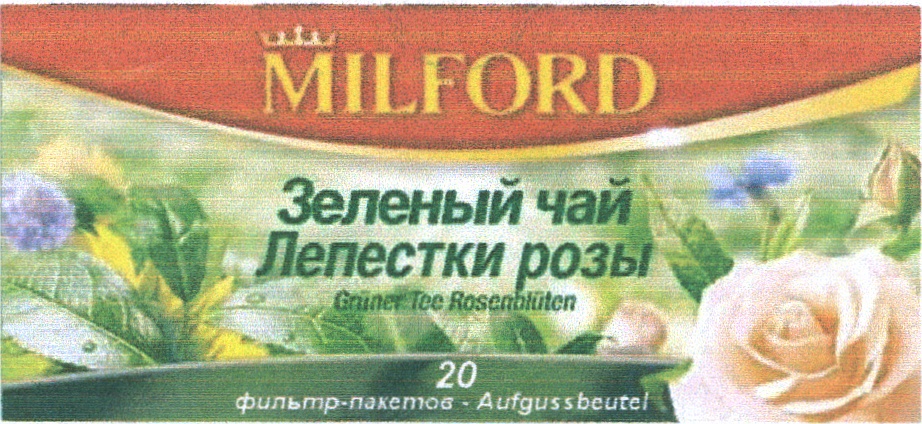 MILFORD
Зеленый чай
Лепестки розы
Grüner Tee Rosenblüten
20
фильтр-пакетов - Aufgussbeutel